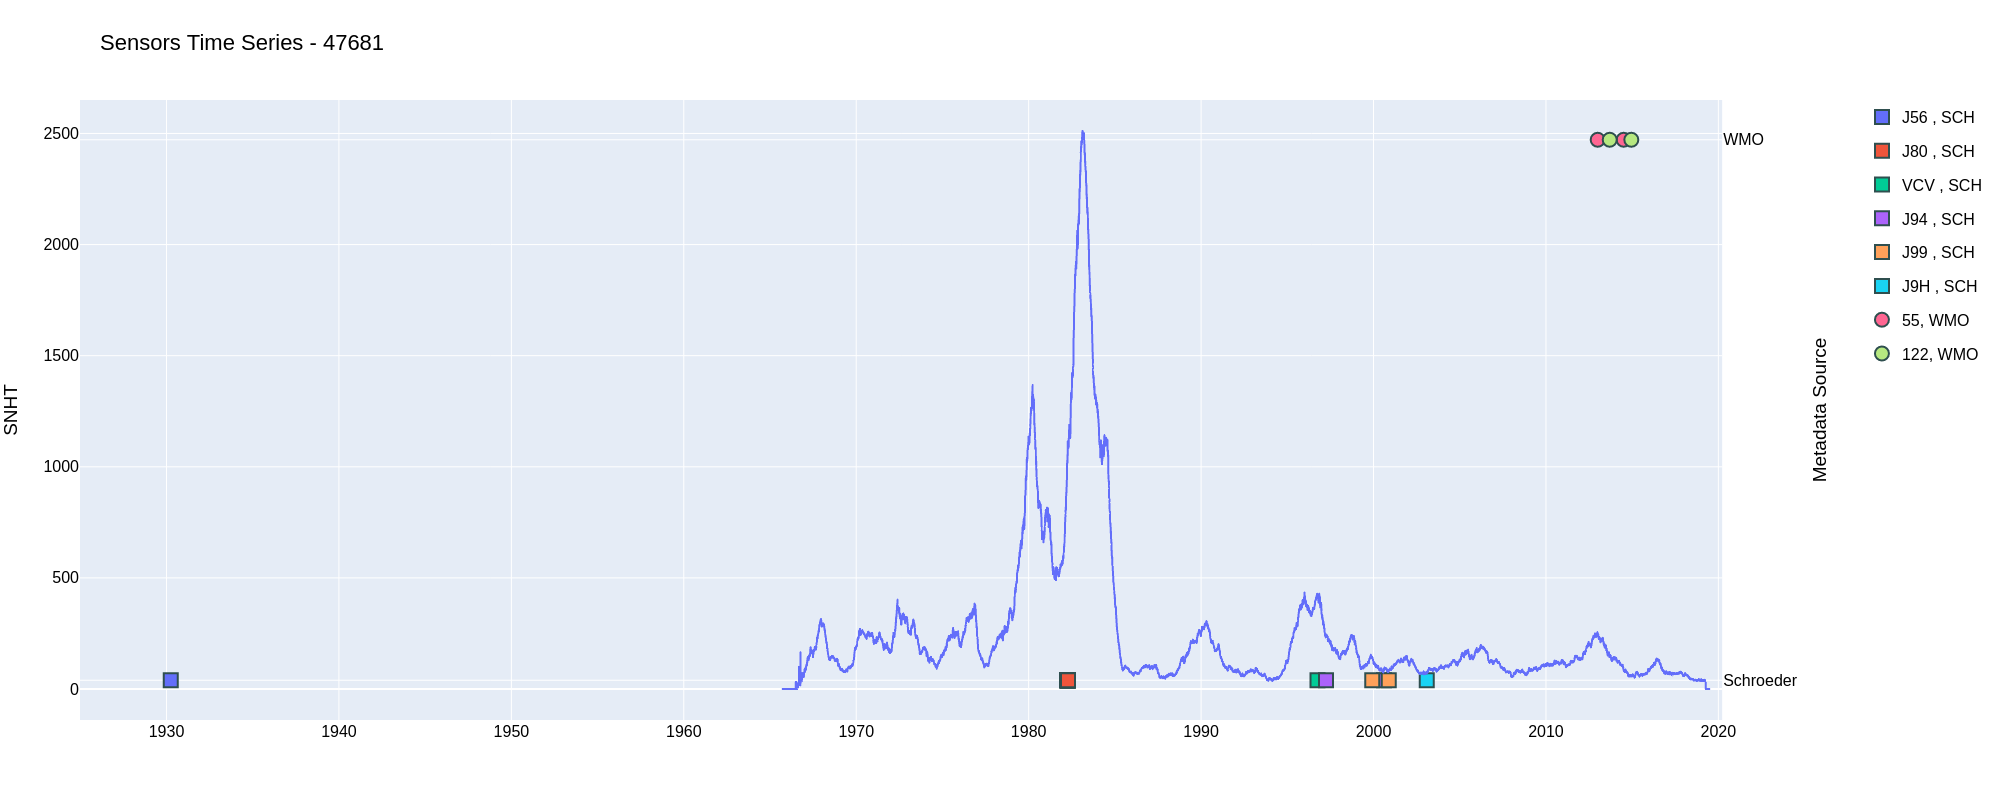 Sensors Time Series - 47681
2500
2000
1500
1000
500
0
SNHT
1930
1940
1950
1960
1970
1980
1990
2000
2010
2020
WMO
Schroeder
Metadata Source
J56 , SCH
J80 , SCH
VCV , SCH
J94 , SCH
J99 , SCH
J9H , SCH
55, WMO
122, WMO